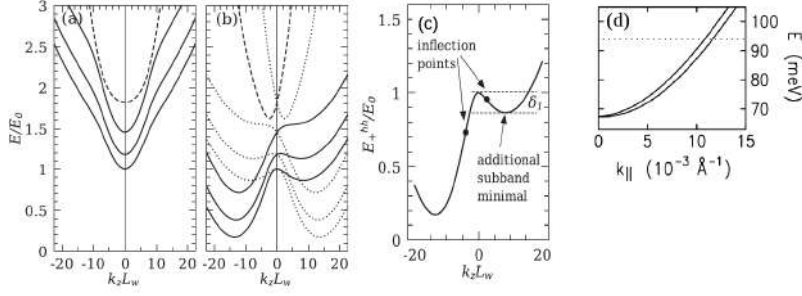 (a)
E/E₀
3
2.5
2
1.5
1
0.5
0
-20 -10 0 10 20
k_zL_w
(b)
-20 -10 0 10 20
k_zL_w
(c)
E₊ʰʰ/E₀
1.5
1
0.5
0
inflection
points
δ₁
additional
subband
minimal
-20 0 20
k_zL_w
(d)
100
90
80
70
E (meV)
0 5 10 15
k_∥ (10⁻³ Å⁻¹)